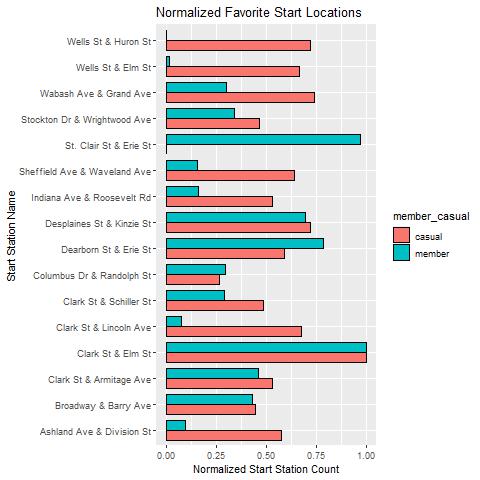 Normalized Favorite Start Locations
Start Station Name
Wells St & Huron St
Wells St & Elm St
Wabash Ave & Grand Ave
Stockton Dr & Wrightwood Ave
St. Clair St & Erie St
Sheffield Ave & Waveland Ave
Indiana Ave & Roosevelt Rd
Desplaines St & Kinzie St
Dearborn St & Erie St
Columbus Dr & Randolph St
Clark St & Schiller St
Clark St & Lincoln Ave
Clark St & Elm St
Clark St & Armitage Ave
Broadway & Barry Ave
Ashland Ave & Division St
0.00 0.25 0.50 0.75 1.00
Normalized Start Station Count
member_casual
casual
member